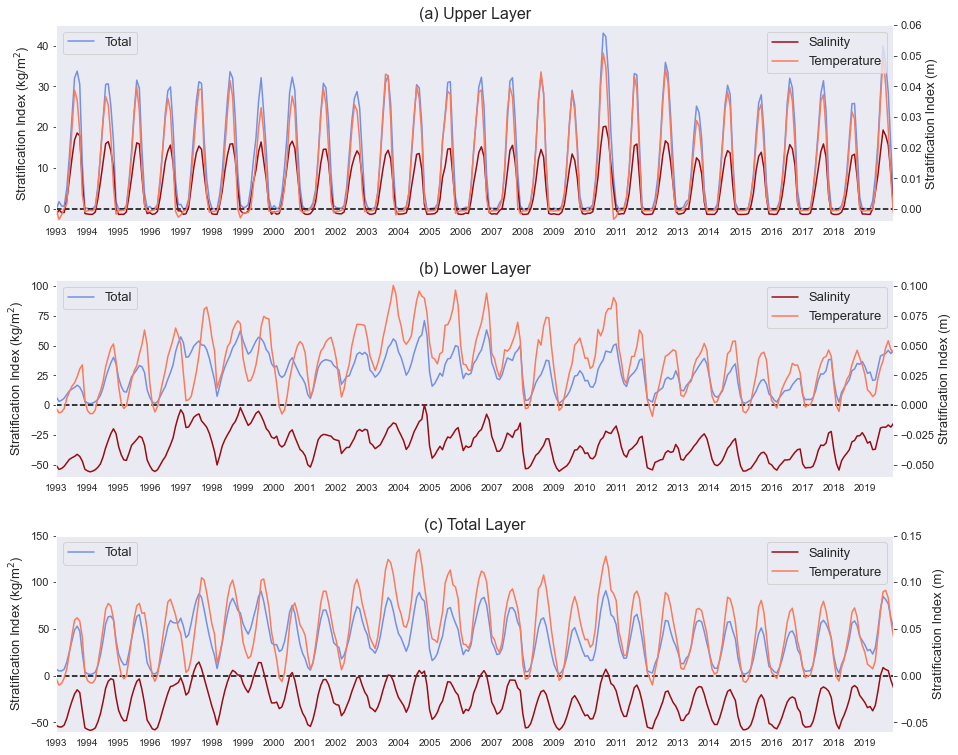 (a) Upper Layer
Stratification Index (kg/m²)
40
30
20
10
0
Total
Salinity
Temperature
0.06
0.05
0.04
0.03
0.02
0.01
0.00
Stratification Index (m)
1993 1994 1995 1996 1997 1998 1999 2000 2001 2002 2003 2004 2005 2006 2007 2008 2009 2010 2011 2012 2013 2014 2015 2016 2017 2018 2019
(b) Lower Layer
Stratification Index (kg/m²)
100
75
50
25
0
−25
−50
Total
Salinity
Temperature
0.100
0.075
0.050
0.025
0.000
−0.025
−0.050
Stratification Index (m)
1993 1994 1995 1996 1997 1998 1999 2000 2001 2002 2003 2004 2005 2006 2007 2008 2009 2010 2011 2012 2013 2014 2015 2016 2017 2018 2019
(c) Total Layer
Stratification Index (kg/m²)
150
100
50
0
−50
Total
Salinity
Temperature
0.15
0.10
0.05
0.00
−0.05
Stratification Index (m)
1993 1994 1995 1996 1997 1998 1999 2000 2001 2002 2003 2004 2005 2006 2007 2008 2009 2010 2011 2012 2013 2014 2015 2016 2017 2018 2019